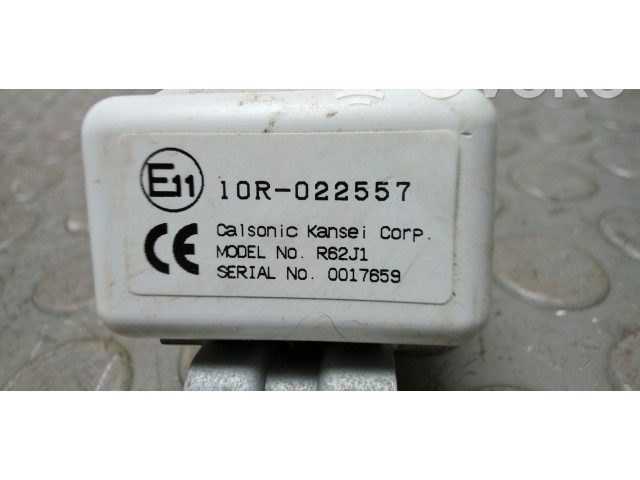 E11 10R-022557
CE Calsonic Kansei Corp.
MODEL No. R62J1
SERIAL No. 0017659